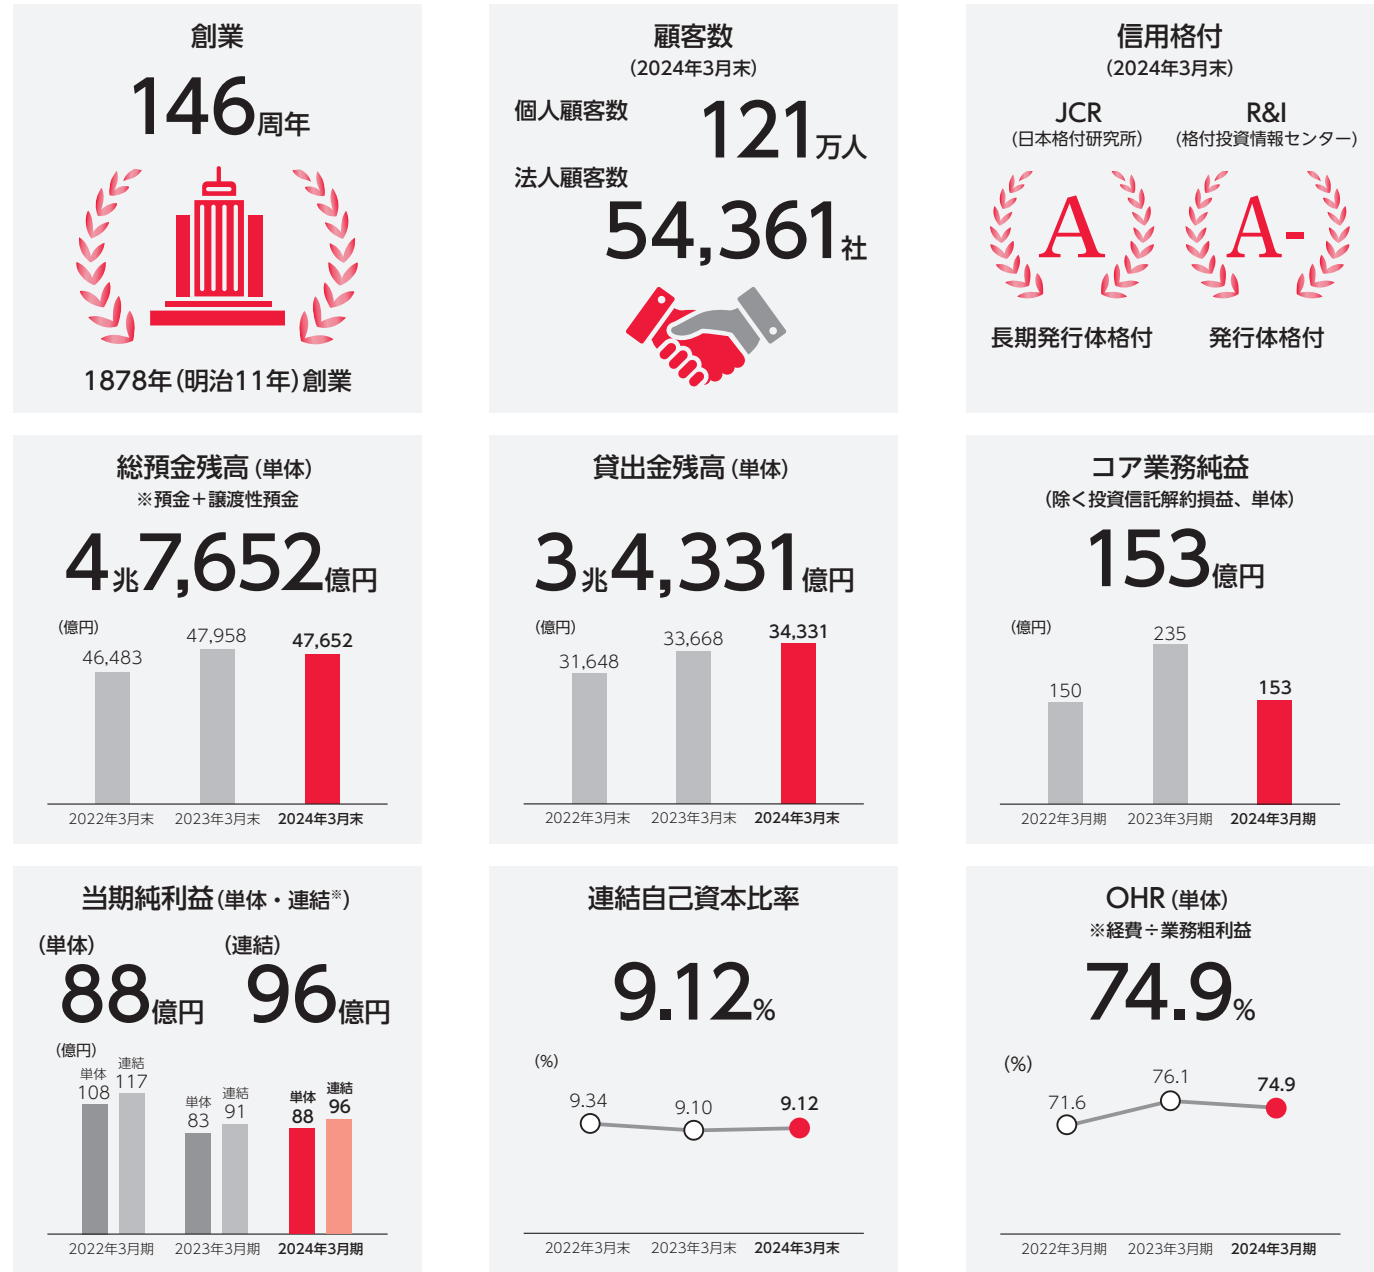 創業
146周年
1878年(明治11年)創業
顧客数
(2024年3月末)
個人顧客数
121万人
法人顧客数
54,361社
信用格付
(2024年3月末)
JCR
(日本格付研究所)
A
長期発行体格付
R&I
(格付投資情報センター)
A-
発行体格付
総預金残高(単体)
※預金＋譲渡性預金
4兆7,652億円
(億円)
46,483
47,958
47,652
2022年3月末 2023年3月末 2024年3月末
貸出金残高(単体)
3兆4,331億円
(億円)
31,648
33,668
34,331
2022年3月末 2023年3月末 2024年3月末
コア業務純益
(除く投資信託解約損益、単体)
153億円
(億円)
150
235
153
2022年3月期 2023年3月期 2024年3月期
当期純利益(単体・連結※)
(単体)
88億円
(連結)
96億円
(億円)
単体
108
連結
117
単体
83
連結
91
単体
88
連結
96
2022年3月期 2023年3月期 2024年3月期
連結自己資本比率
9.12%
(%)
9.34
9.10
9.12
2022年3月末 2023年3月末 2024年3月末
OHR(単体)
※経費÷業務粗利益
74.9%
(%)
71.6
76.1
74.9
2022年3月期 2023年3月期 2024年3月期